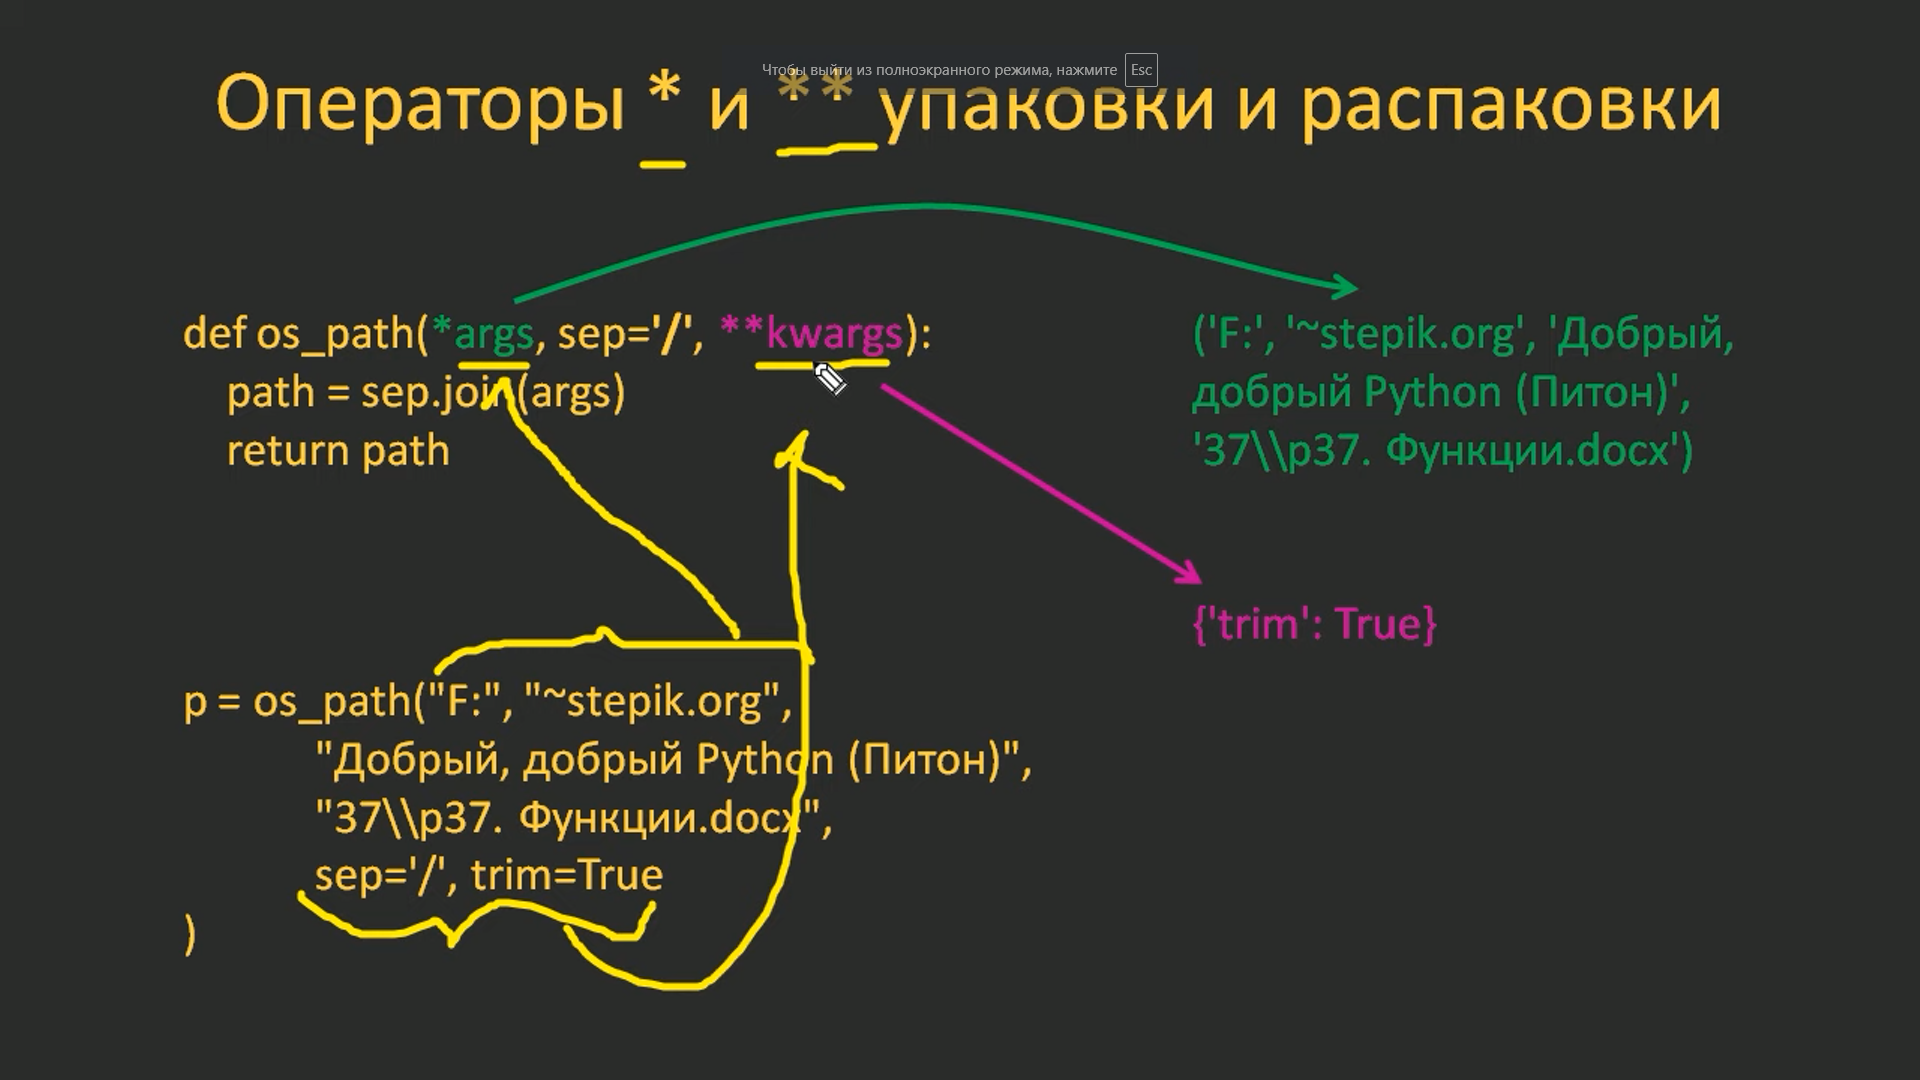 Чтобы выйти из полноэкранного режима, нажмите Esc
Операторы * и ** упаковки и распаковки
def os_path(*args, sep='/', **kwargs):
path = sep.join(args)
return path
('F:', '~stepik.org', 'Добрый,
добрый Python (Питон)',
'37\\p37. Функции.docx')
{'trim': True}
p = os_path("F:", "~stepik.org",
"Добрый, добрый Python (Питон)",
"37\\p37. Функции.docx",
sep='/', trim=True
)